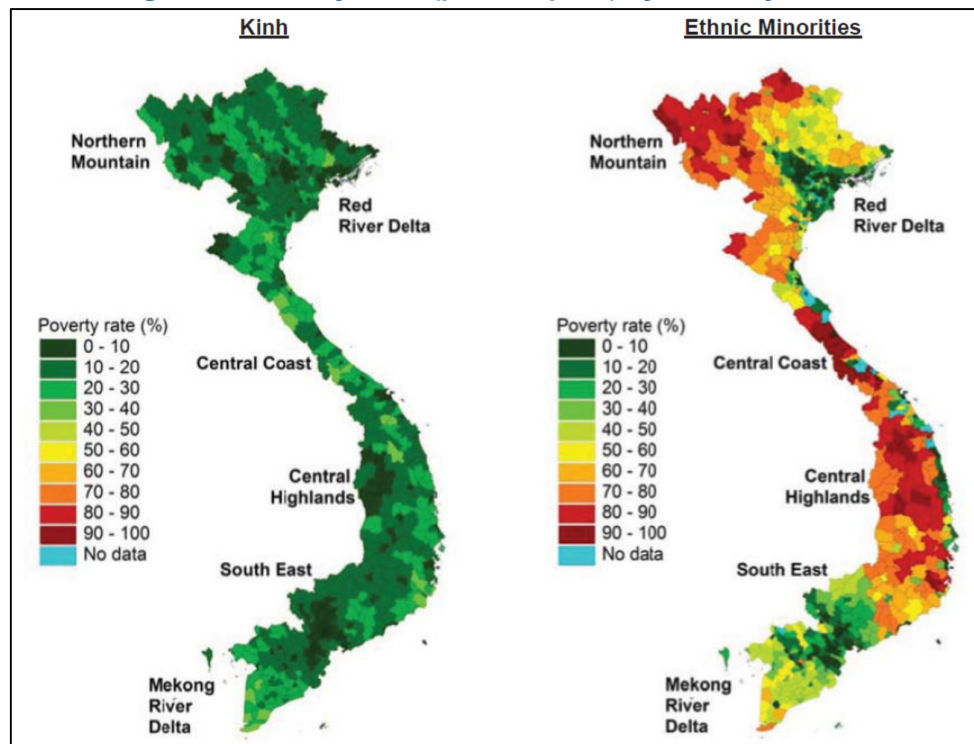 Kinh
Northern
Mountain
Red
River Delta
Poverty rate (%)
0 - 10
10 - 20
20 - 30
30 - 40
40 - 50
50 - 60
60 - 70
70 - 80
80 - 90
90 - 100
No data
Central Coast
Central
Highlands
South East
Mekong
River
Delta
Ethnic Minorities
Northern
Mountain
Red
River Delta
Poverty rate (%)
0 - 10
10 - 20
20 - 30
30 - 40
40 - 50
50 - 60
60 - 70
70 - 80
80 - 90
90 - 100
No data
Central Coast
Central
Highlands
South East
Mekong
River
Delta